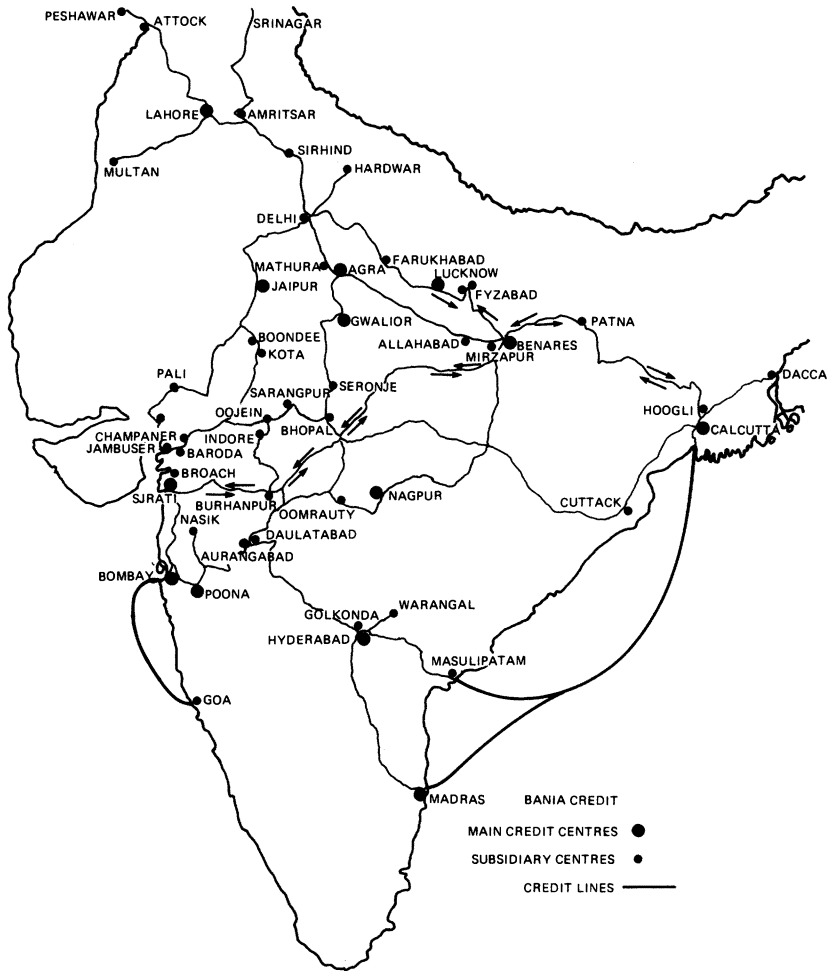 PESHAWAR
ATTOCK
SRINAGAR
LAHORE
AMRITSAR
SIRHIND
MULTAN
HARDWAR
DELHI
MATHURA
AGRA
FARUKHABAD
LUCKNOW
JAIPUR
FYZABAD
GWALIOR
PATNA
BOONDEE
KOTA
ALLAHABAD
MIRZAPUR
BENARES
PALI
DACCA
SARANGPUR
SERONJE
HOOGLI
OOJEIN
CHAMPANER
INDORE
BHOPAL
CALCUTTA
JAMBUSER
BARODA
BROACH
SJRATI
BURHANPUR
NAGPUR
OOMRAUTY
CUTTACK
NASIK
DAULATABAD
AURANGABAD
BOMBAY
POONA
GOLKONDA
WARANGAL
HYDERABAD
MASULIPATAM
GOA
MADRAS
BANIA CREDIT
MAIN CREDIT CENTRES
SUBSIDIARY CENTRES
CREDIT LINES